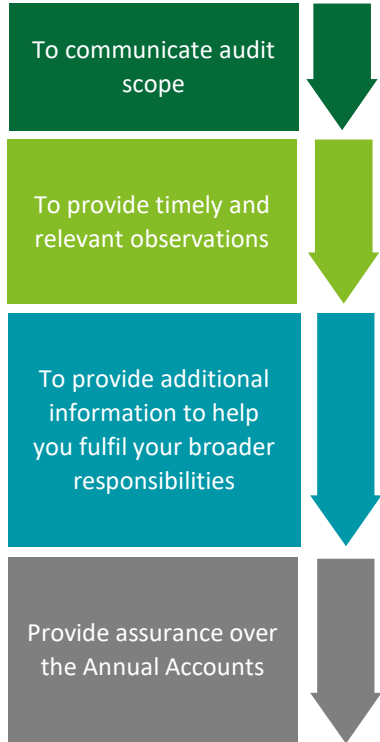 To communicate audit
scope
To provide timely and
relevant observations
To provide additional
information to help
you fulfil your broader
responsibilities
Provide assurance over
the Annual Accounts